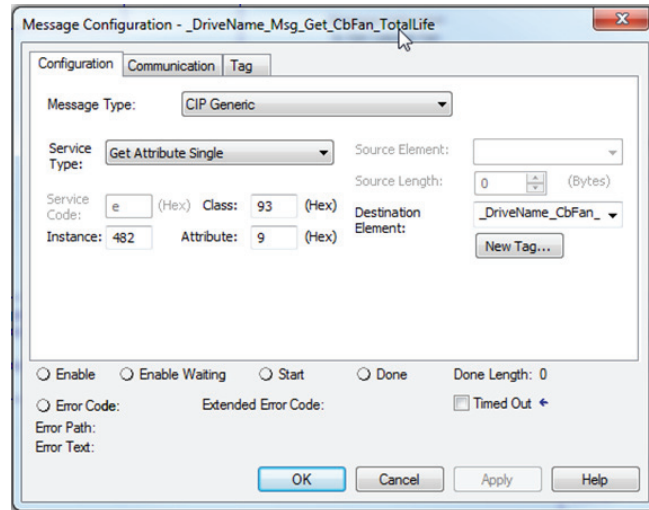 Message Configuration - _DriveName_Msg_Get_CbFan_TotalLife
Configuration Communication Tag
Message Type: CIP Generic
Service Type: Get Attribute Single
Source Element:
Source Length: 0 (Bytes)
Service Code: e (Hex) Class: 93 (Hex)
Destination Element: _DriveName_CbFan_
Instance: 482 Attribute: 9 (Hex)
New Tag...
Enable Enable Waiting Start Done Done Length: 0
Error Code: Extended Error Code: Timed Out
Error Path:
Error Text:
OK Cancel Apply Help